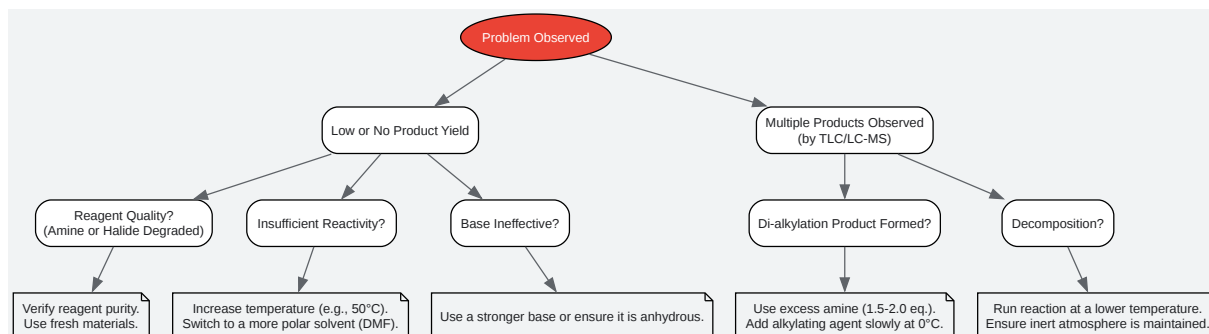 Problem Observed
Low or No Product Yield
Multiple Products Observed
(by TLC/LC-MS)
Reagent Quality?
(Amine or Halide Degraded)
Insufficient Reactivity?
Base Ineffective?
Di-alkylation Product Formed?
Decomposition?
Verify reagent purity.
Use fresh materials.
Increase temperature (e.g., 50°C).
Switch to a more polar solvent (DMF).
Use a stronger base or ensure it is anhydrous.
Use excess amine (1.5-2.0 eq.).
Add alkylating agent slowly at 0°C.
Run reaction at a lower temperature.
Ensure inert atmosphere is maintained.